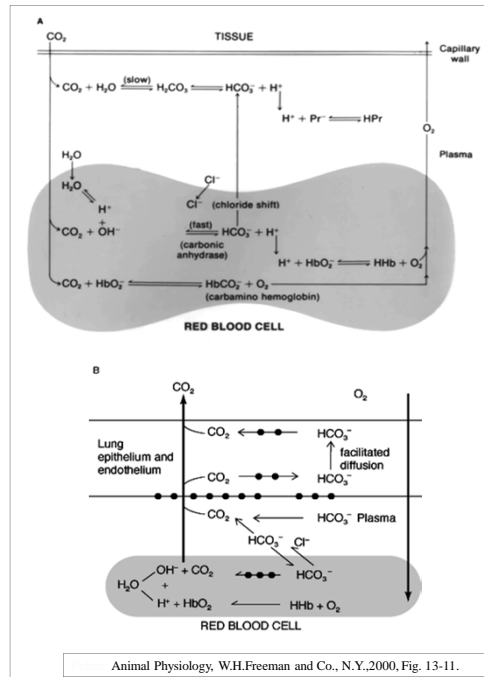 A
CO₂ TISSUE
Capillary
wall
CO₂ + H₂O (slow) ⇌ H₂CO₃ ⇌ HCO₃⁻ + H⁺
H⁺ + Pr⁻ ⇌ HPr
O₂
Plasma
H₂O
H₂O
H⁺
+
CO₂ + OH⁻
Cl⁻
Cl⁻ (chloride shift)
(fast)
⇌ HCO₃⁻ + H⁺
(carbonic
anhydrase)
H⁺ + HbO₂⁻ ⇌ HHb + O₂
CO₂ + HbO₂⁻ ⇌ HbCO₂⁻ + O₂
(carbamino hemoglobin)
RED BLOOD CELL
B
CO₂ O₂
CO₂ ← HCO₃⁻
Lung
epithelium and
endothelium
facilitated
diffusion
CO₂ → HCO₃⁻
CO₂ ← HCO₃⁻ Plasma
HCO₃⁻ Cl⁻
OH⁻ + CO₂ ← HCO₃⁻
H₂O +
H⁺ + HbO₂ ← HHb + O₂
RED BLOOD CELL
Animal Physiology, W.H.Freeman and Co., N.Y.,2000, Fig. 13-11.